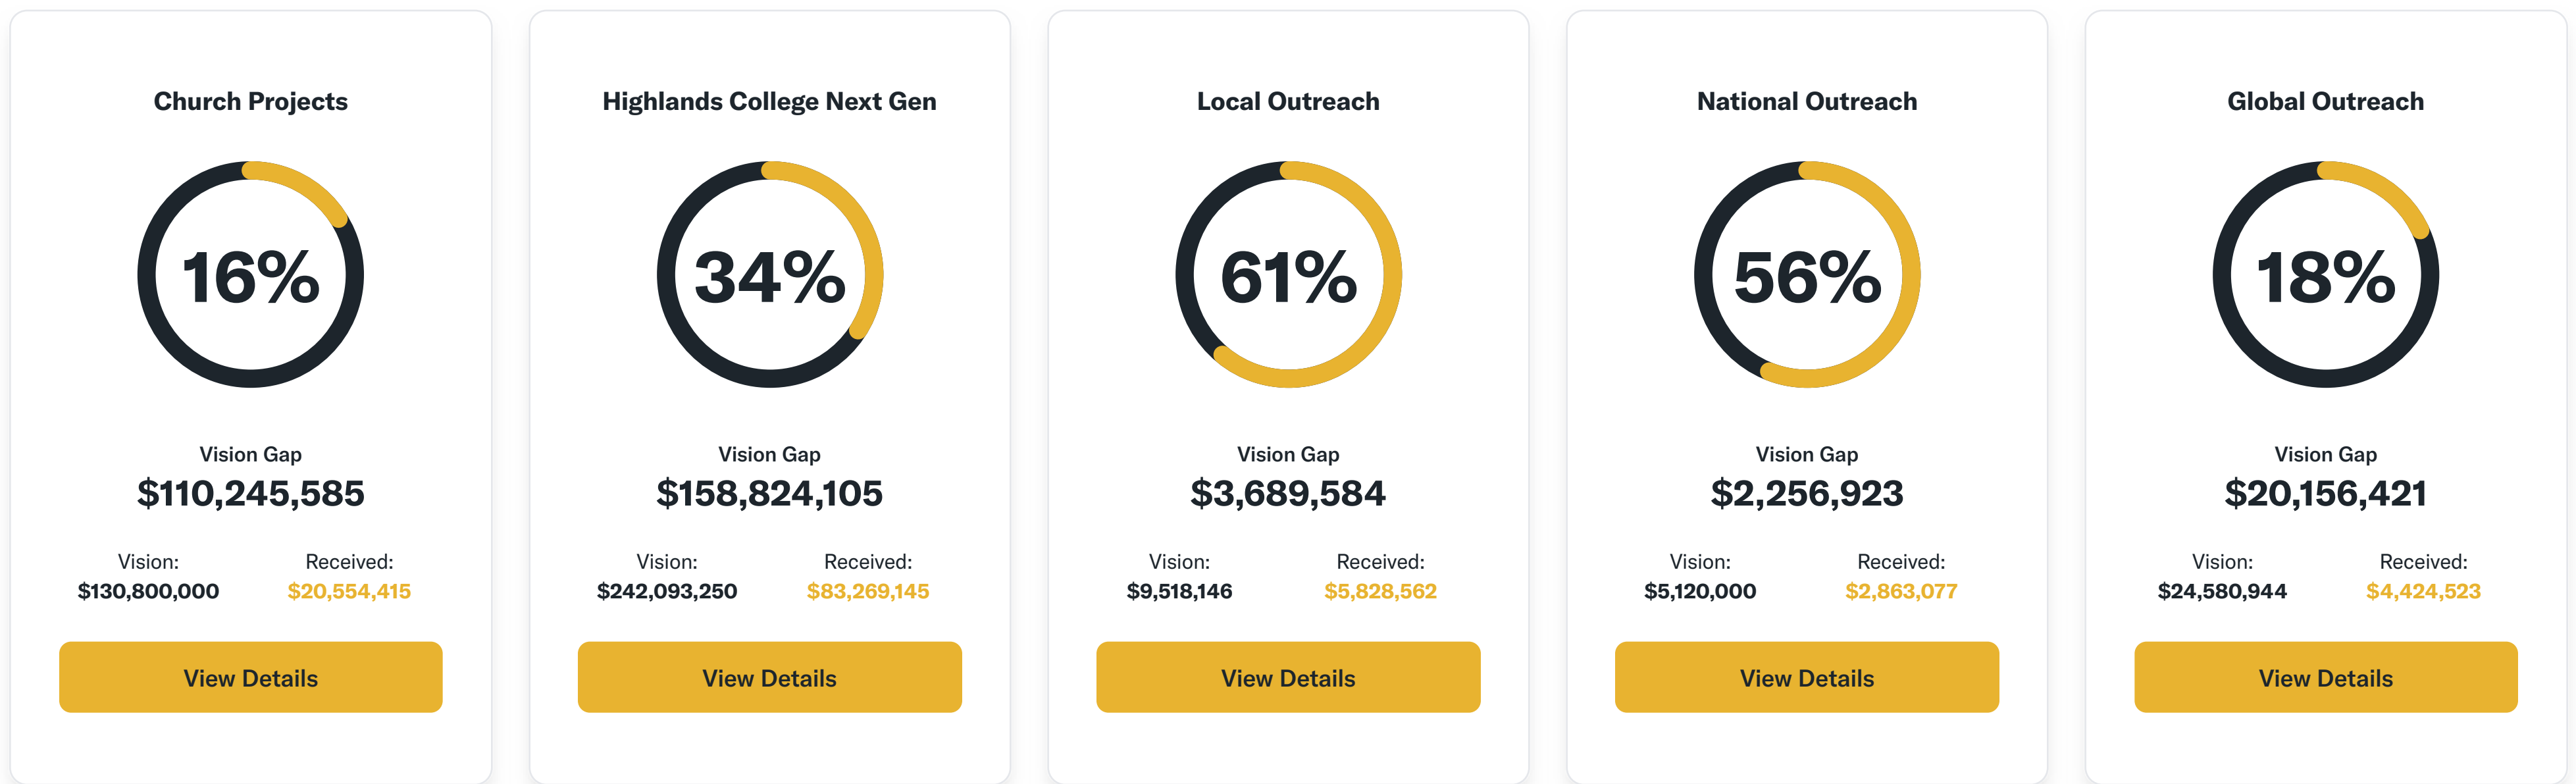 Church Projects
16%
Vision Gap
$110,245,585
Vision: Received:
$130,800,000 $20,554,415
View Details
Highlands College Next Gen
34%
Vision Gap
$158,824,105
Vision: Received:
$242,093,250 $83,269,145
View Details
Local Outreach
61%
Vision Gap
$3,689,584
Vision: Received:
$9,518,146 $5,828,562
View Details
National Outreach
56%
Vision Gap
$2,256,923
Vision: Received:
$5,120,000 $2,863,077
View Details
Global Outreach
18%
Vision Gap
$20,156,421
Vision: Received:
$24,580,944 $4,424,523
View Details